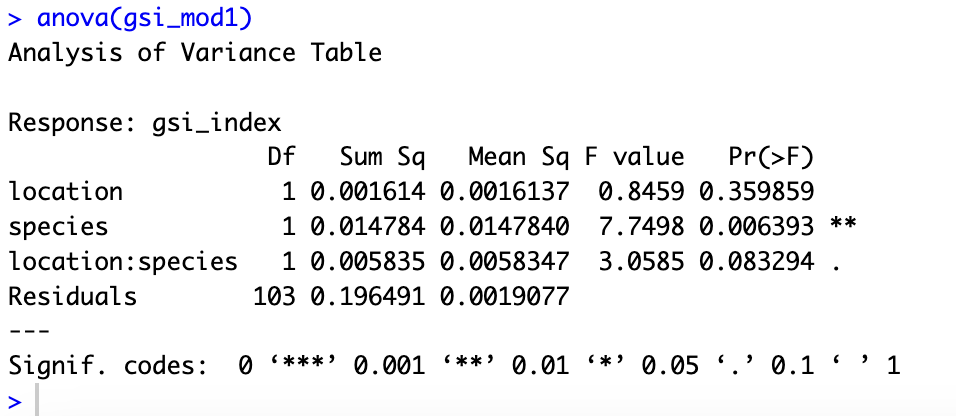 > anova(gsi_mod1)
Analysis of Variance Table

Response: gsi_index
                  Df   Sum Sq   Mean Sq F value   Pr(>F)
location           1 0.001614 0.0016137  0.8459 0.359859
species            1 0.014784 0.0147840  7.7498 0.006393 **
location:species   1 0.005835 0.0058347  3.0585 0.083294 .
Residuals        103 0.196491 0.0019077
---
Signif. codes:  0 ‘***’ 0.001 ‘**’ 0.01 ‘*’ 0.05 ‘.’ 0.1 ‘ ’ 1
>